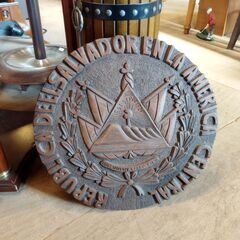 REPUBLICA DE EL SALVADOR EN LA AMERICA CENTRAL